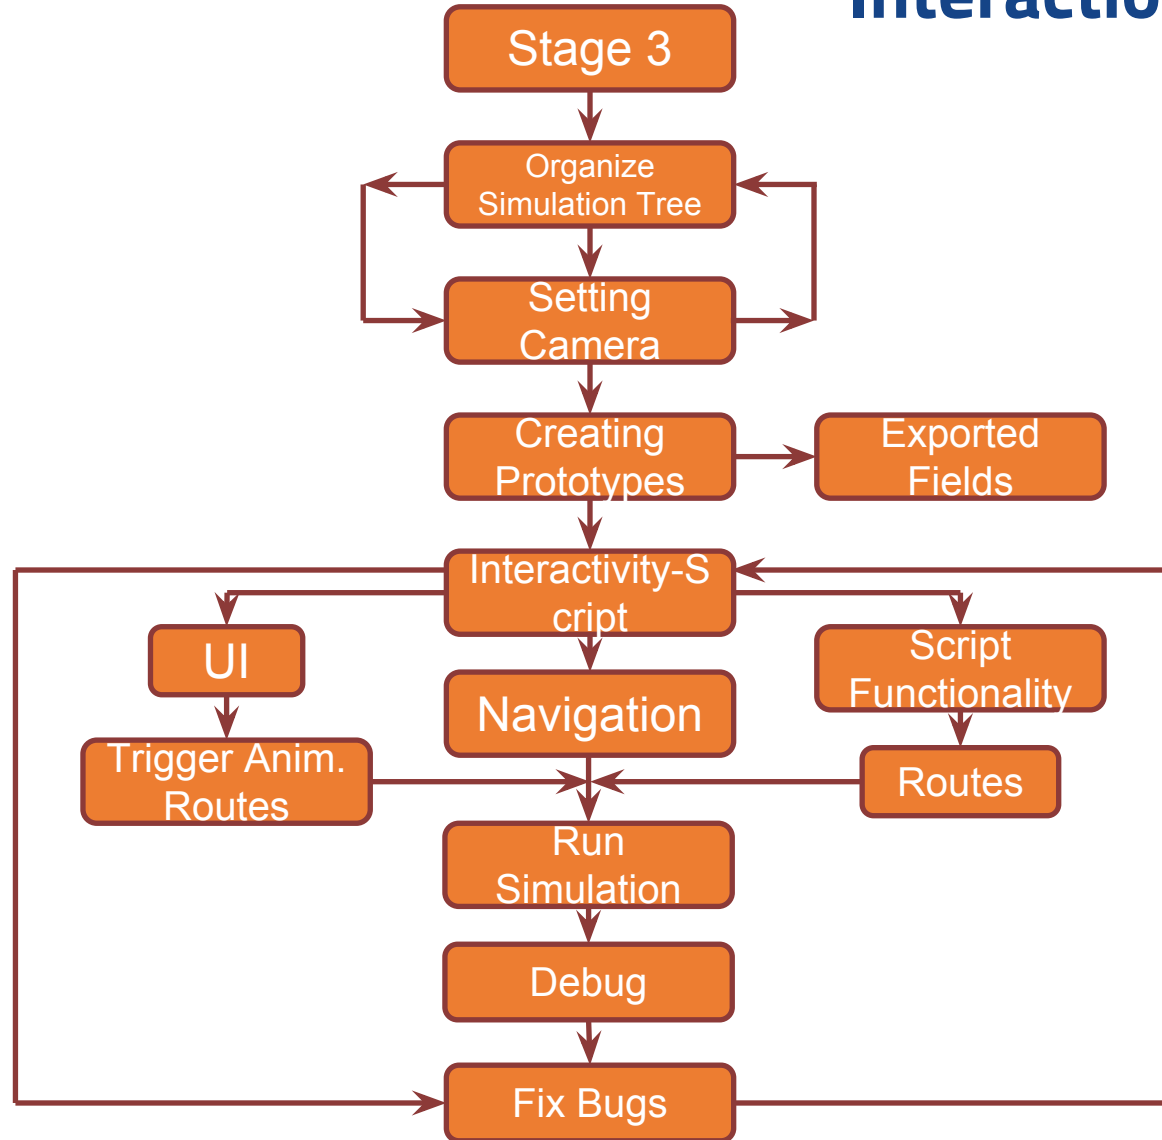 Interactio
Stage 3
Organize
Simulation Tree
Setting
Camera
Creating
Prototypes
Exported
Fields
Interactivity-S
cript
UI
Script
Functionality
Navigation
Trigger Anim.
Routes
Routes
Run
Simulation
Debug
Fix Bugs